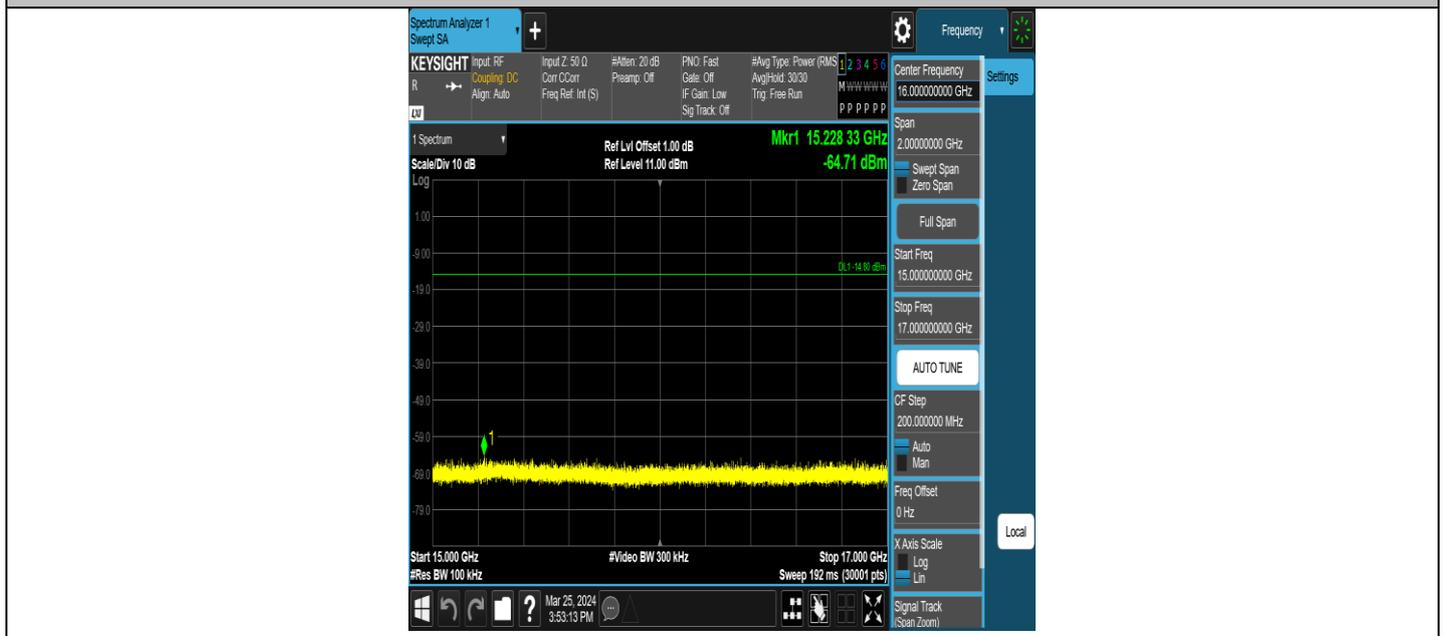 Spectrum Analyzer 1
Swept SA
Frequency
KEYSIGHT
R
LXI
Input: RF
Coupling: DC
Align: Auto
Input Z: 50 Ω
Corr CCorr
Freq Ref: Int (S)
#Atten: 20 dB
Preamp: Off
PNO: Fast
Gate: Off
IF Gain: Low
Sig Track: Off
#Avg Type: Power (RMS
Avg|Hold: 30/30
Trig: Free Run
1 2 3 4 5 6
M W W W W W
P P P P P P
1 Spectrum
Scale/Div 10 dB
Log
Ref Lvl Offset 1.00 dB
Ref Level 11.00 dBm
Mkr1 15.228 33 GHz
-64.71 dBm
1.00
-9.00
DL1 -14.80 dBm
-19.0
-29.0
-39.0
-49.0
-59.0
1
-69.0
-79.0
Start 15.000 GHz
#Video BW 300 kHz
Stop 17.000 GHz
#Res BW 100 kHz
Sweep 192 ms (30001 pts)
Center Frequency
16.000000000 GHz
Settings
Span
2.00000000 GHz
Swept Span
Zero Span
Full Span
Start Freq
15.000000000 GHz
Stop Freq
17.000000000 GHz
AUTO TUNE
CF Step
200.000000 MHz
Auto
Man
Freq Offset
0 Hz
X Axis Scale
Log
Lin
Local
Signal Track
(Span Zoom)
Mar 25, 2024
3:53:13 PM